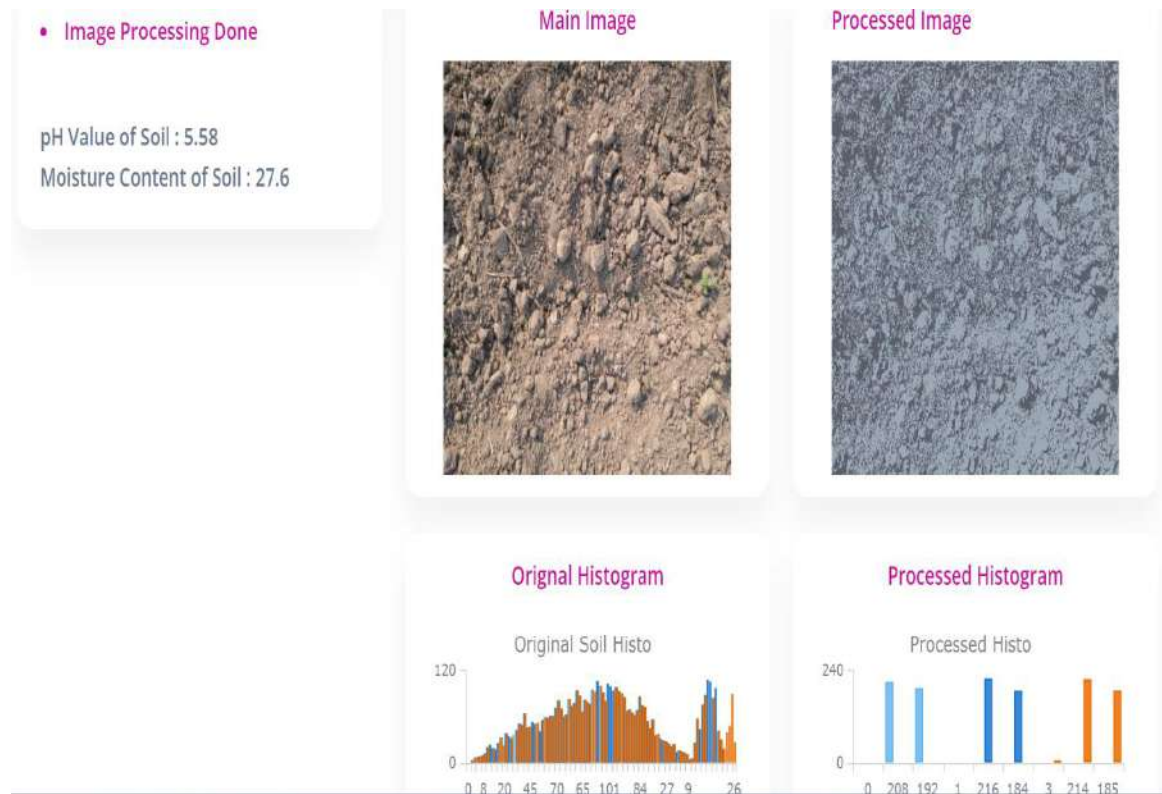 Image Processing Done
pH Value of Soil : 5.58
Moisture Content of Soil : 27.6
Main Image
Processed Image
Orignal Histogram
Original Soil Histo
120
0
0 8 20 45 70 65 101 84 27 9 26
Processed Histogram
Processed Histo
240
0
0 208 192 1 216 184 3 214 185